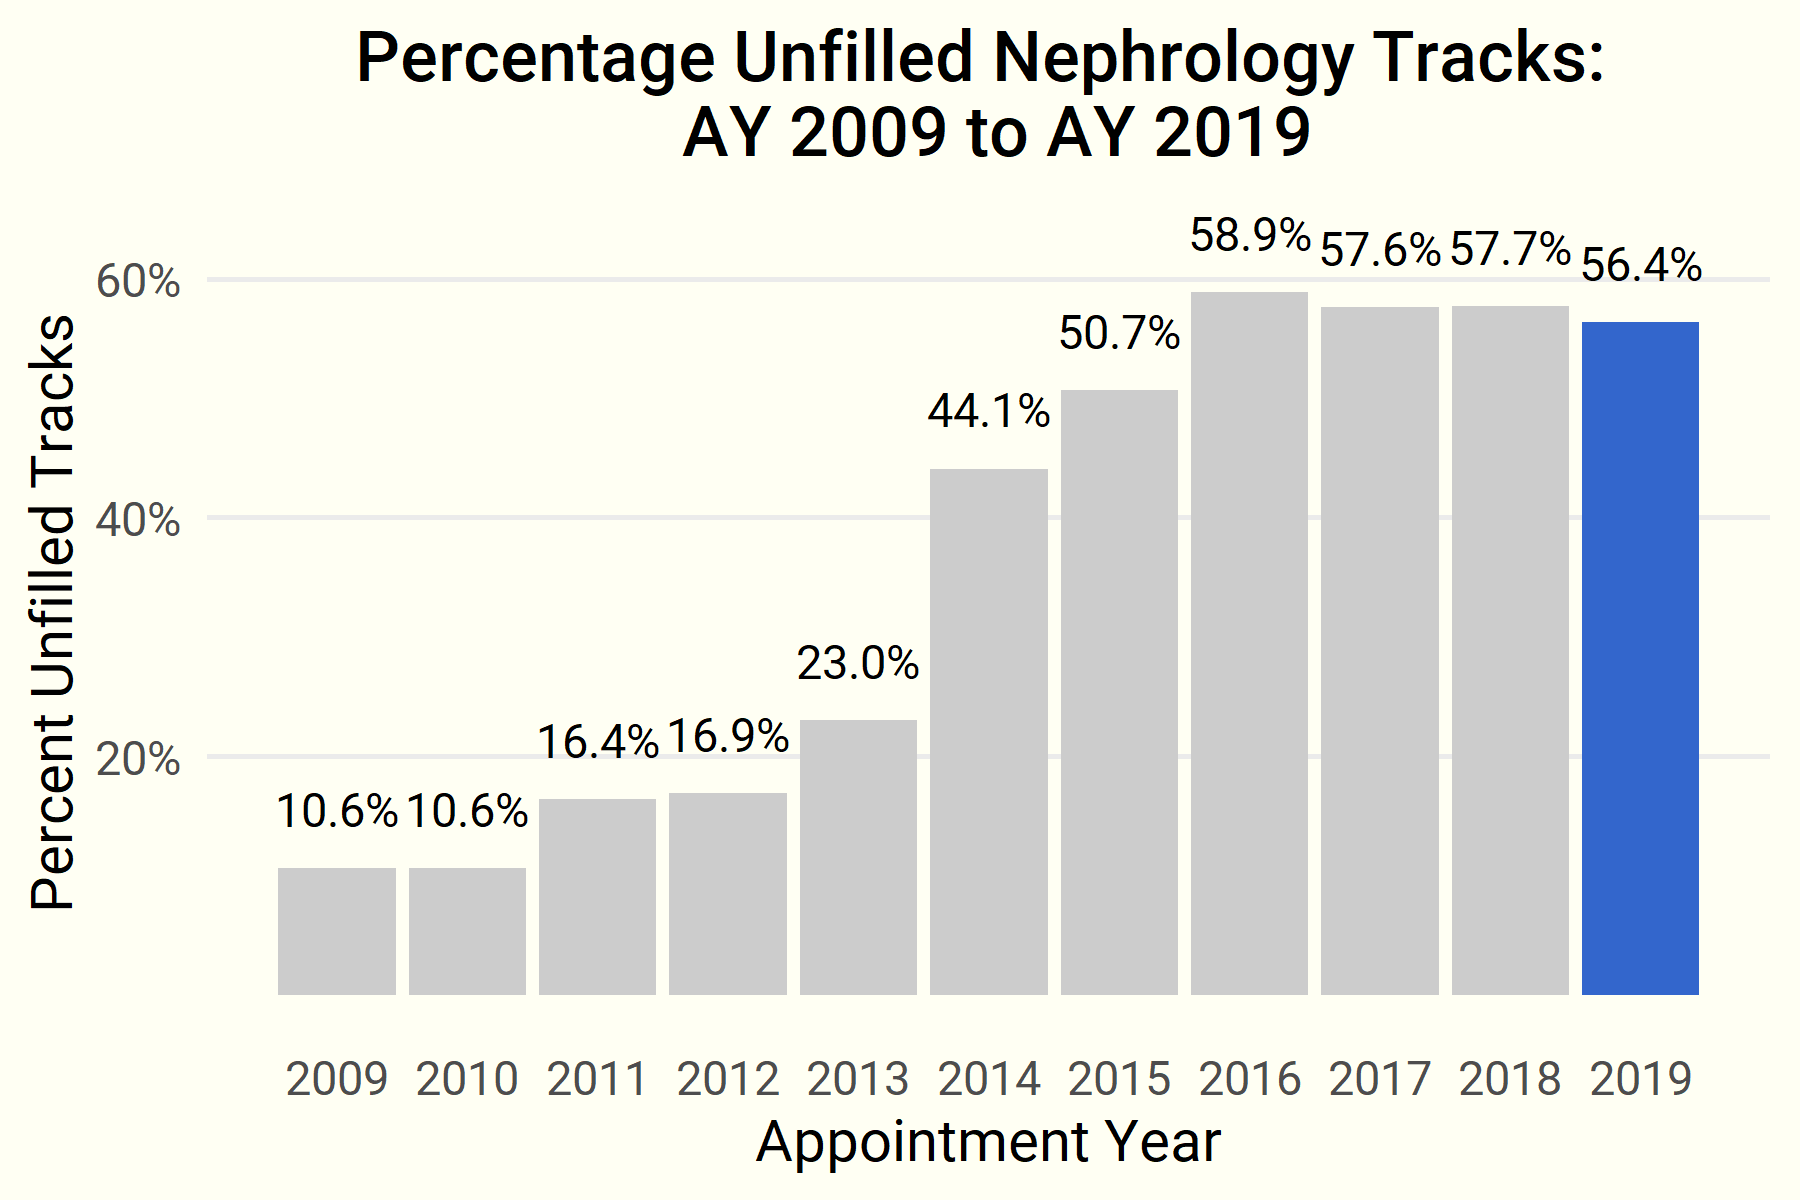 Percentage Unfilled Nephrology Tracks:
AY 2009 to AY 2019
Percent Unfilled Tracks
60%
40%
20%
10.6%
10.6%
16.4%
16.9%
23.0%
44.1%
50.7%
58.9%
57.6%
57.7%
56.4%
2009 2010 2011 2012 2013 2014 2015 2016 2017 2018 2019
Appointment Year